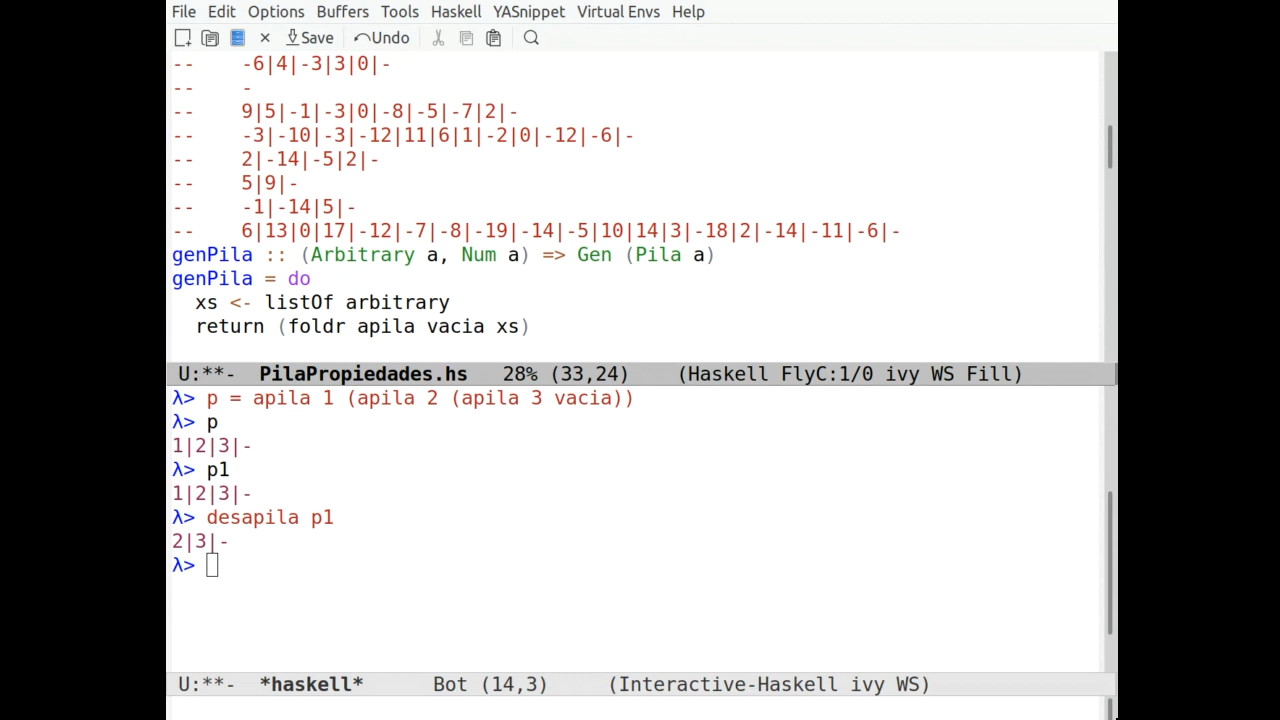 File Edit Options Buffers Tools Haskell YASnippet Virtual Envs Help
Save Undo
-- -6|4|-3|3|0|-
-- -
-- 9|5|-1|-3|0|-8|-5|-7|2|-
-- -3|-10|-3|-12|11|6|1|-2|0|-12|-6|-
-- 2|-14|-5|2|-
-- 5|9|-
-- -1|-14|5|-
-- 6|13|0|17|-12|-7|-8|-19|-14|-5|10|14|3|-18|2|-14|-11|-6|-
genPila :: (Arbitrary a, Num a) => Gen (Pila a)
genPila = do
  xs <- listOf arbitrary
  return (foldr apila vacia xs)
U:**- PilaPropiedades.hs 28% (33,24) (Haskell FlyC:1/0 ivy WS Fill)
λ> p = apila 1 (apila 2 (apila 3 vacia))
λ> p
1|2|3|-
λ> p1
1|2|3|-
λ> desapila p1
2|3|-
λ>
U:**- *haskell* Bot (14,3) (Interactive-Haskell ivy WS)